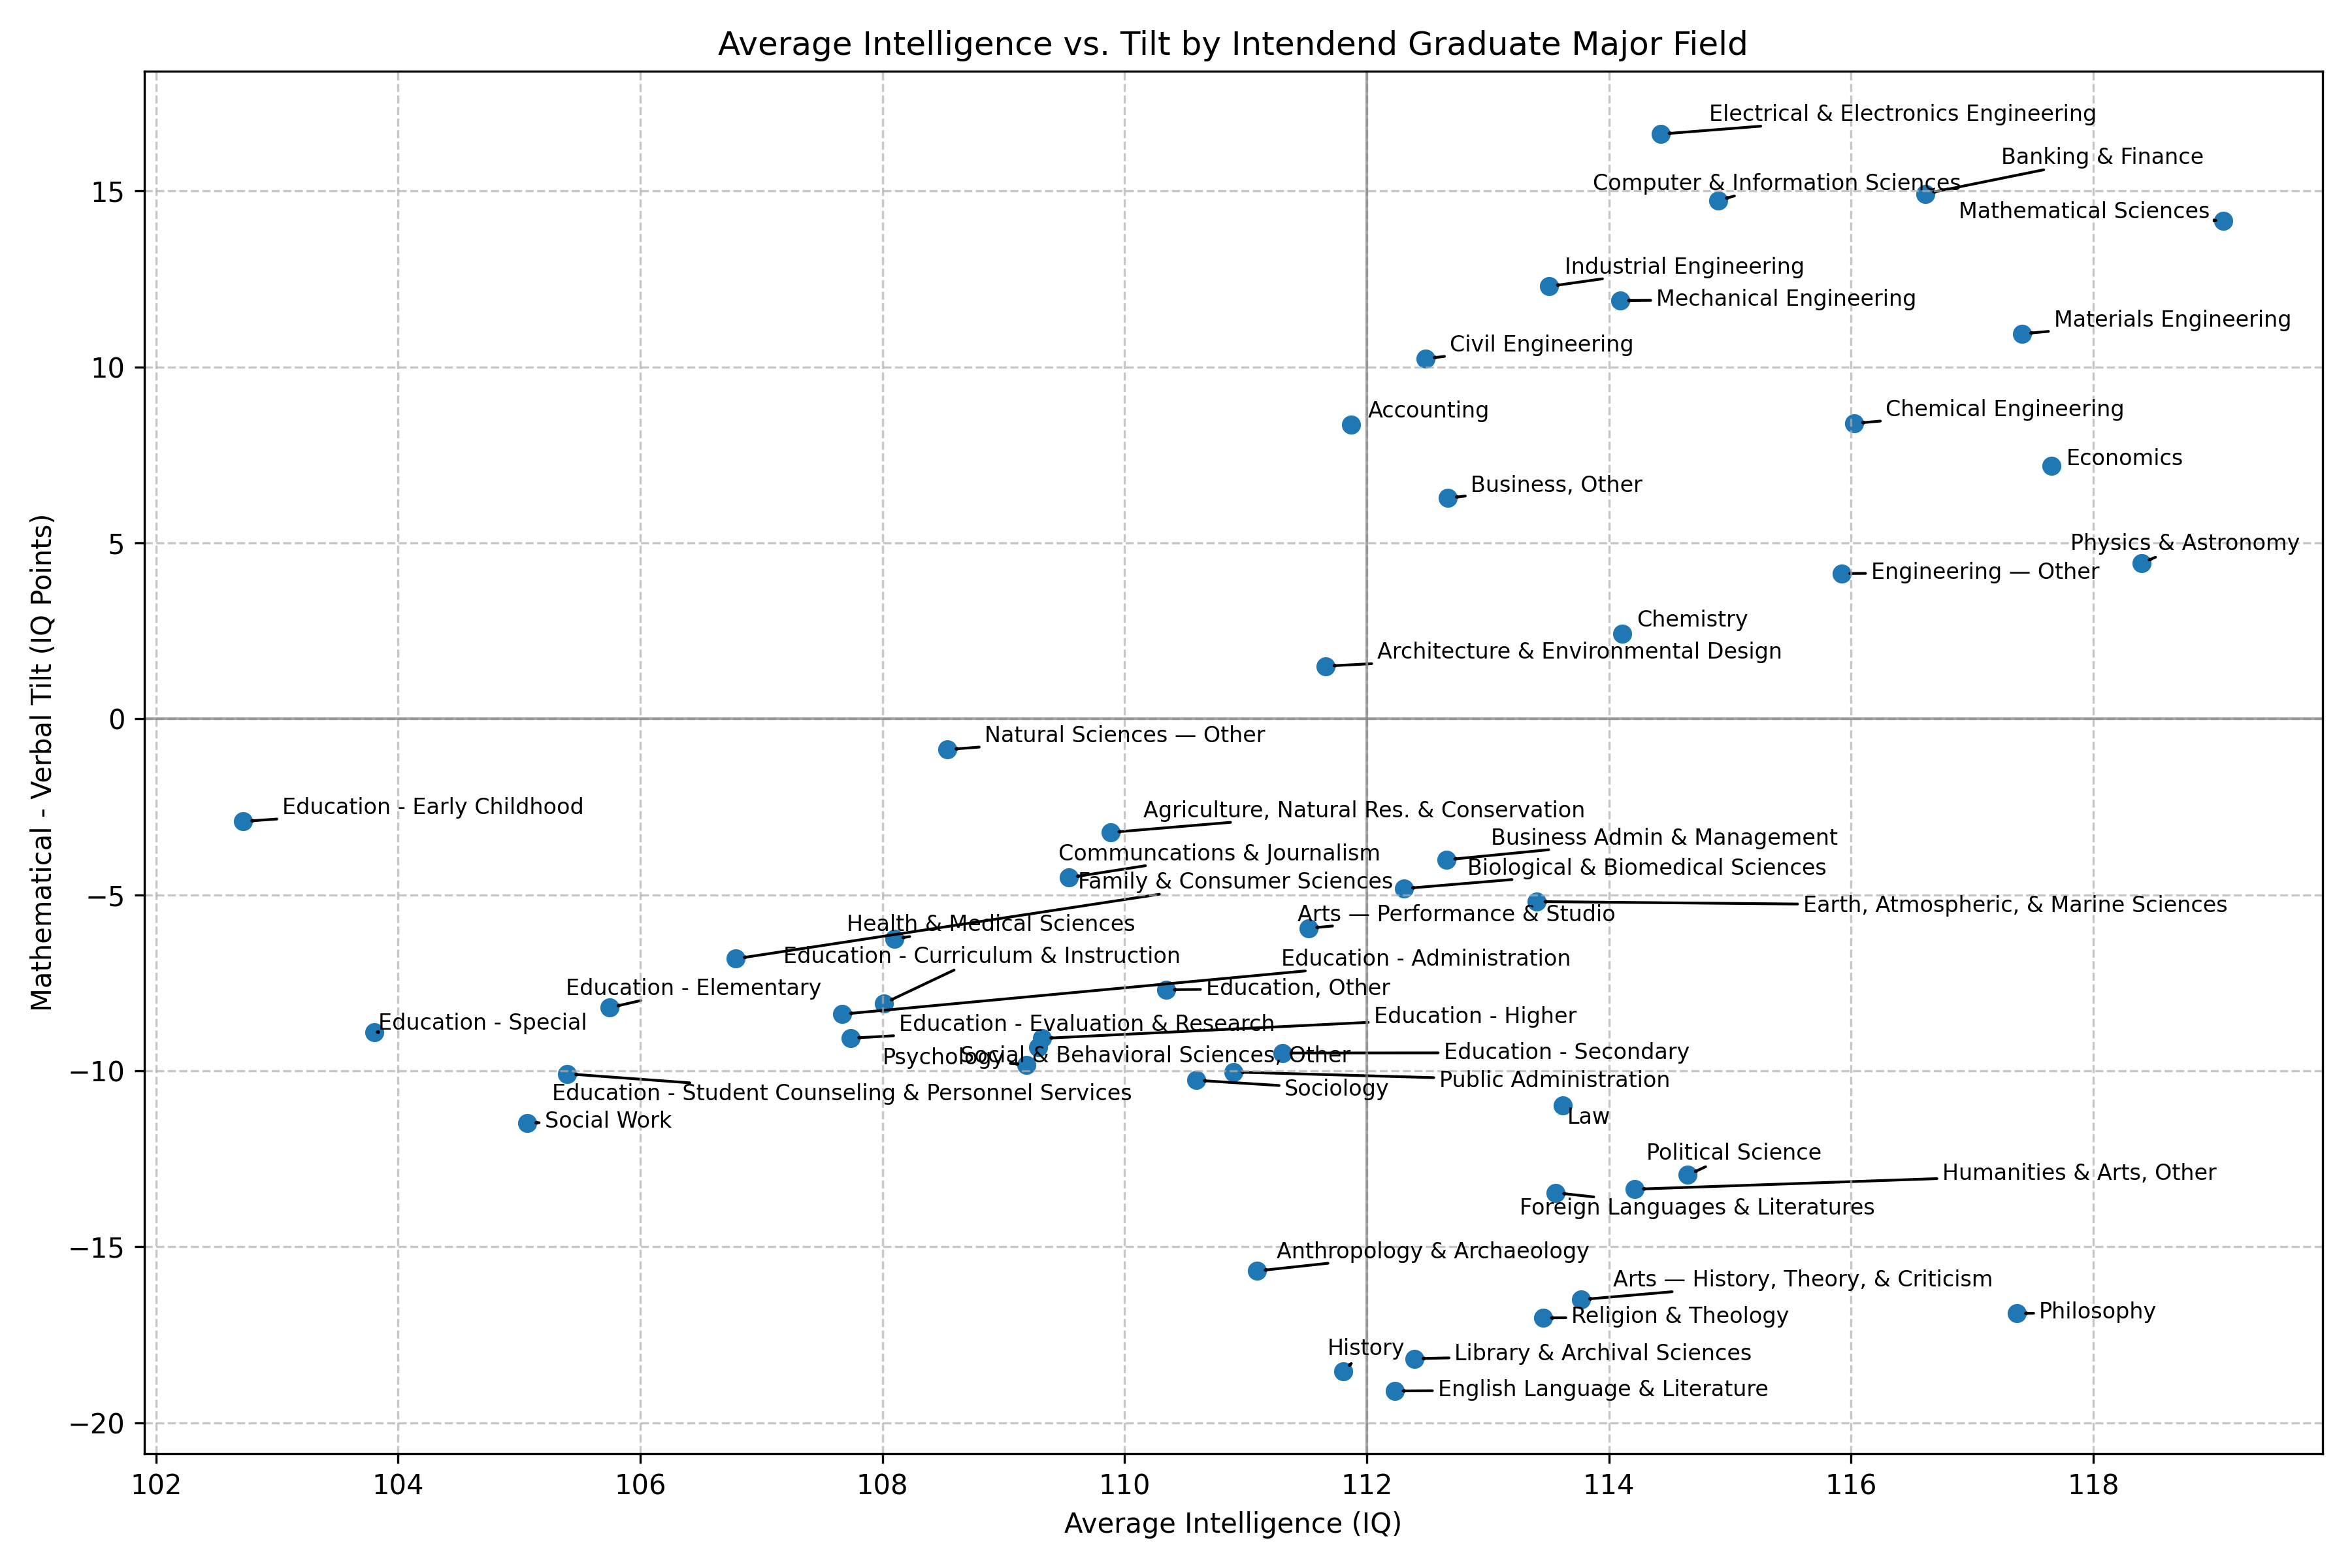 Average Intelligence vs. Tilt by Intendend Graduate Major Field
Electrical & Electronics Engineering
Banking & Finance
Computer & Information Sciences
15
Mathematical Sciences
Industrial Engineering
Mechanical Engineering
Materials Engineering
Civil Engineering
10
Accounting
Chemical Engineering
Economics
Business, Other
5
Physics & Astronomy
Engineering — Other
Chemistry
Architecture & Environmental Design
0
Natural Sciences — Other
Education - Early Childhood
Agriculture, Natural Res. & Conservation
Business Admin & Management
Communcations & Journalism
Biological & Biomedical Sciences
Family & Consumer Sciences
−5
Earth, Atmospheric, & Marine Sciences
Arts — Performance & Studio
Health & Medical Sciences
Education - Curriculum & Instruction
Education - Administration
Education - Elementary
Education, Other
Education - Special
Education - Evaluation & Research
Education - Higher
Psychology
Social & Behavioral Sciences, Other
Education - Secondary
−10
Public Administration
Sociology
Education - Student Counseling & Personnel Services
Social Work
Law
Political Science
Humanities & Arts, Other
Foreign Languages & Literatures
−15
Anthropology & Archaeology
Arts — History, Theory, & Criticism
Religion & Theology
Philosophy
History
Library & Archival Sciences
English Language & Literature
−20
Mathematical - Verbal Tilt (IQ Points)
102 104 106 108 110 112 114 116 118
Average Intelligence (IQ)